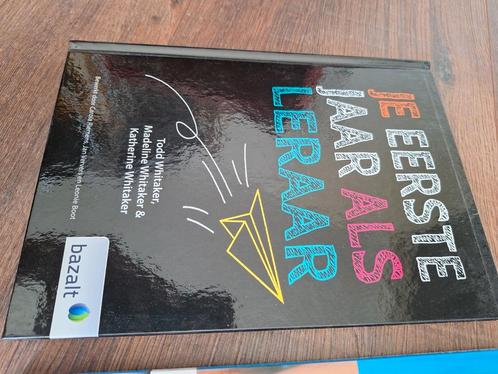 JE EERSTE
JAAR ALS
LERAAR
Todd Whitaker,
Madeline Whitaker &
Katherine Whitaker
bazalt